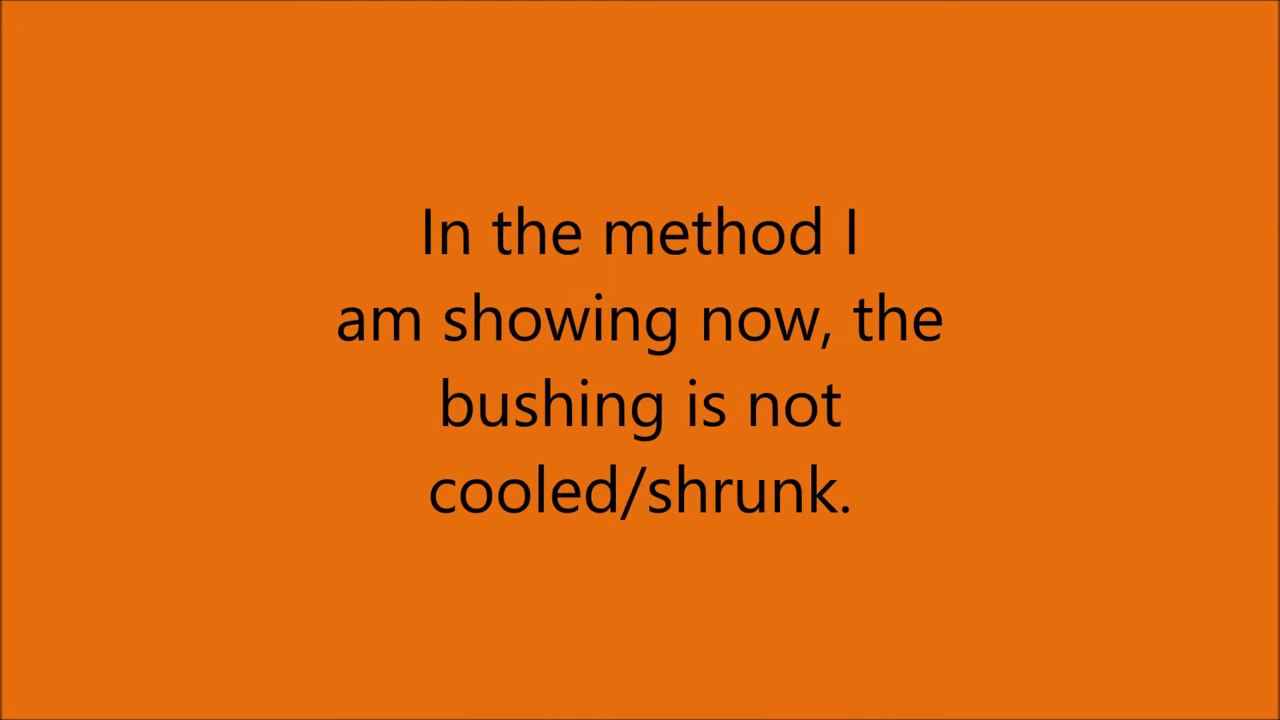 In the method I
am showing now, the
bushing is not
cooled/shrunk.